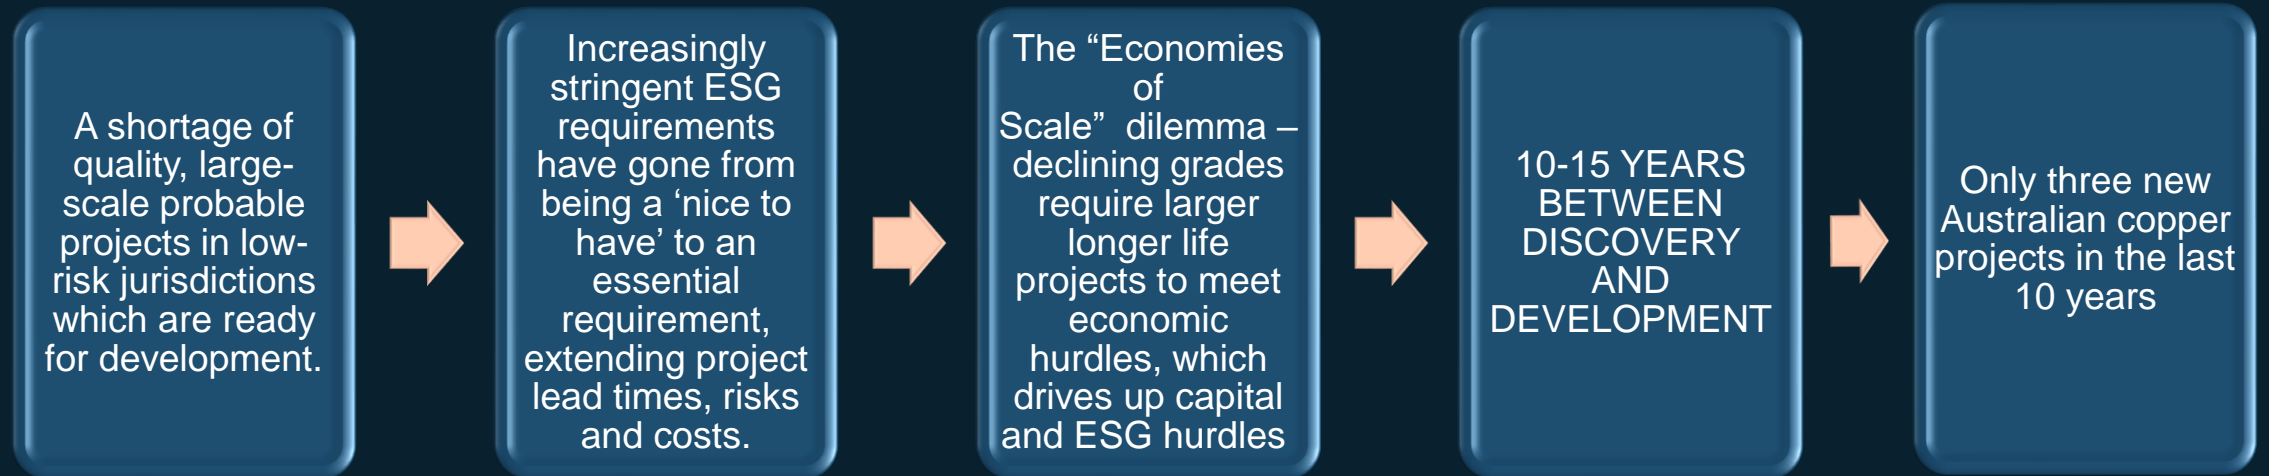 A shortage of
quality, large-
scale probable
projects in low-
risk jurisdictions
which are ready
for development.
Increasingly
stringent ESG
requirements
have gone from
being a ‘nice to
have’ to an
essential
requirement,
extending project
lead times, risks
and costs.
The “Economies
of
Scale”  dilemma –
declining grades
require larger
longer life
projects to meet
economic
hurdles, which
drives up capital
and ESG hurdles
10-15 YEARS
BETWEEN
DISCOVERY
AND
DEVELOPMENT
Only three new
Australian copper
projects in the last
10 years